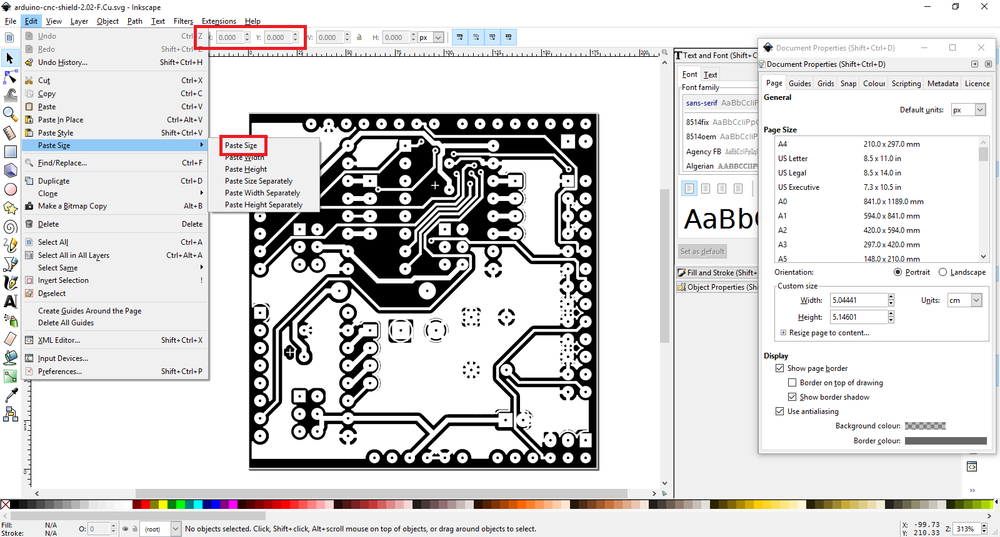 arduino-cnc-shield-2.02-F.Cu.svg - Inkscape
File Edit View Layer Object Path Text Filters Extensions Help
X: 0.000 Y: 0.000 W: 0.000 H: 0.000 px
Undo Ctrl+Z
Redo Shift+Ctrl+Z
Undo History... Shift+Ctrl+H
Cut Ctrl+X
Copy Ctrl+C
Paste Ctrl+V
Paste In Place Ctrl+Alt+V
Paste Style Shift+Ctrl+V
Paste Size
Find/Replace... Ctrl+F
Duplicate Ctrl+D
Clone
Make a Bitmap Copy Alt+B
Delete Delete
Select All Ctrl+A
Select All in All Layers Ctrl+Alt+A
Select Same
Invert Selection !
Deselect
Create Guides Around the Page
Delete All Guides
XML Editor... Shift+Ctrl+X
Input Devices...
Preferences... Shift+Ctrl+P
Paste Size
Paste Width
Paste Height
Paste Size Separately
Paste Width Separately
Paste Height Separately
0 25 50 75 100 125 150 175 200
25
0
Text and Font (Shift+C
Font Text
Font family
sans-serif AaBbCcIiP
8514fix AaBbCcIiPpQ
8514oem AaBbCcIiP
Agency FB AaBbCcIiPpQq1
Algerian AABBCCIIP
AaBbC
Set as default
Fill and Stroke (Shift+
Object Properties (Shi
Document Properties (Shift+Ctrl+D)
Document Properties (Shift+Ctrl+D)
Page Guides Grids Snap Colour Scripting Metadata Licence
General
Default units: px
Page Size
A4 210.0 x 297.0 mm
US Letter 8.5 x 11.0 in
US Legal 8.5 x 14.0 in
US Executive 7.3 x 10.5 in
A0 841.0 x 1189.0 mm
A1 594.0 x 841.0 mm
A2 420.0 x 594.0 mm
A3 297.0 x 420.0 mm
A5 148.0 x 210.0 mm
Orientation: Portrait Landscape
Custom size
Width: 5.04441 Units: cm
Height: 5.14601
Resize page to content...
Display
Show page border
Border on top of drawing
Show border shadow
Use antialiasing
Background colour:
Border colour:
Fill: N/A
Stroke: N/A
O: 0
(root)
No objects selected. Click, Shift+click, Alt+scroll mouse on top of objects, or drag around objects to select.
X: -99.73
Y: 210.33
Z: 313%